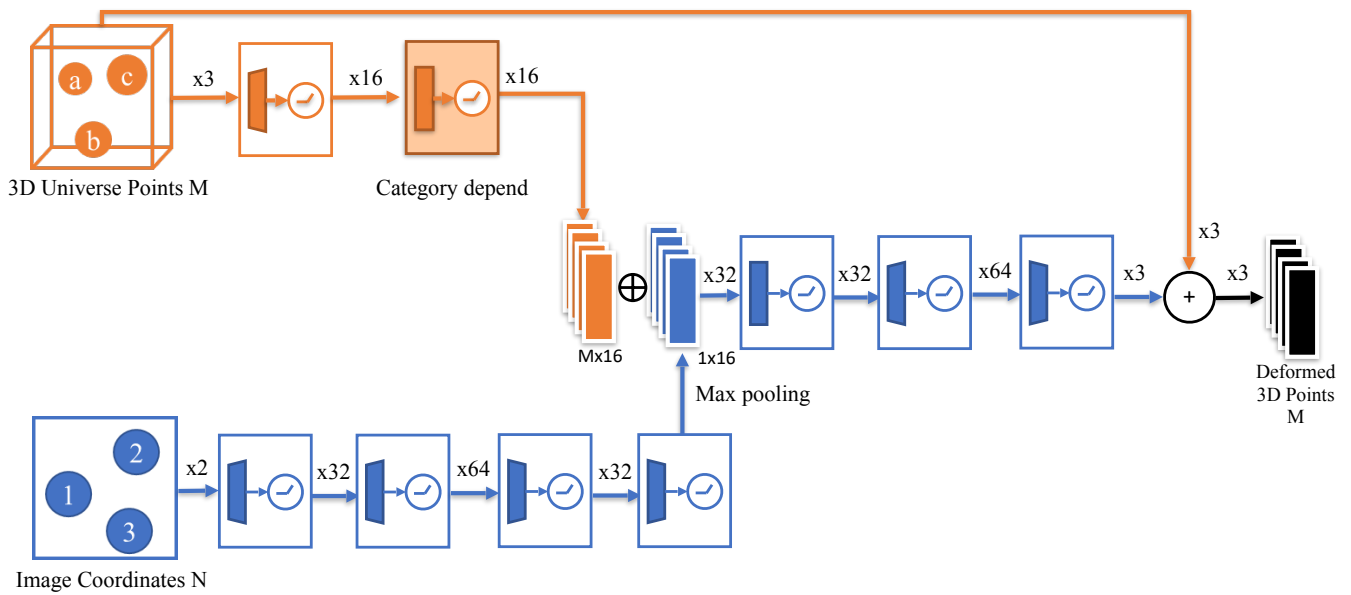 a
c
b
x3
x16
x16
3D Universe Points M
Category depend
x3
x32
x32
x64
x3
+
x3
Mx16
1x16
Max pooling
Deformed
3D Points
M
1
2
3
x2
x32
x64
x32
Image Coordinates N